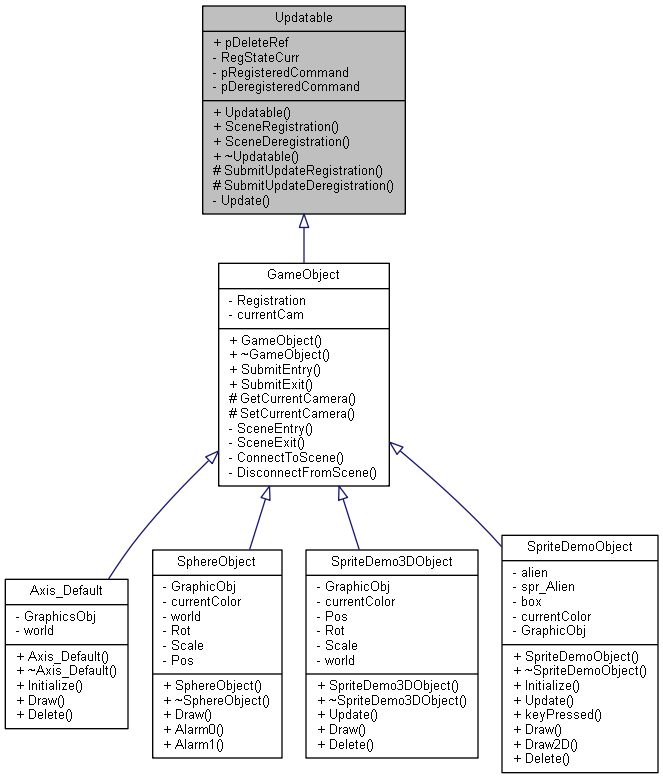 Updatable
+ pDeleteRef
- RegStateCurr
- pRegisteredCommand
- pDeregisteredCommand
+ Updatable()
+ SceneRegistration()
+ SceneDeregistration()
+ ~Updatable()
# SubmitUpdateRegistration()
# SubmitUpdateDeregistration()
- Update()
GameObject
- Registration
- currentCam
+ GameObject()
+ ~GameObject()
+ SubmitEntry()
+ SubmitExit()
# GetCurrentCamera()
# SetCurrentCamera()
- SceneEntry()
- SceneExit()
- ConnectToScene()
- DisconnectFromScene()
Axis_Default
- GraphicsObj
- world
+ Axis_Default()
+ ~Axis_Default()
+ Initialize()
+ Draw()
+ Delete()
SphereObject
- GraphicObj
- currentColor
- world
- Rot
- Scale
- Pos
+ SphereObject()
+ ~SphereObject()
+ Draw()
+ Alarm0()
+ Alarm1()
SpriteDemo3DObject
- GraphicObj
- currentColor
- Pos
- Rot
- Scale
- world
+ SpriteDemo3DObject()
+ ~SpriteDemo3DObject()
+ Update()
+ Draw()
+ Delete()
SpriteDemoObject
- alien
- spr_Alien
- box
- currentColor
- GraphicObj
+ SpriteDemoObject()
+ ~SpriteDemoObject()
+ Initialize()
+ Update()
+ keyPressed()
+ Draw()
+ Draw2D()
+ Delete()